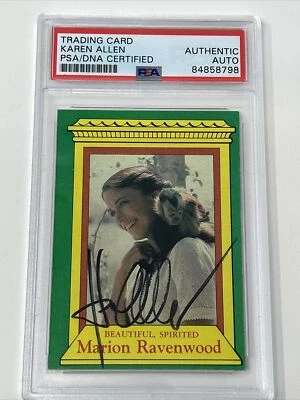 TRADING CARD
KAREN ALLEN
PSA/DNA CERTIFIED
AUTHENTIC
AUTO
84858798
PSA
BEAUTIFUL, SPIRITED
Marion Ravenwood